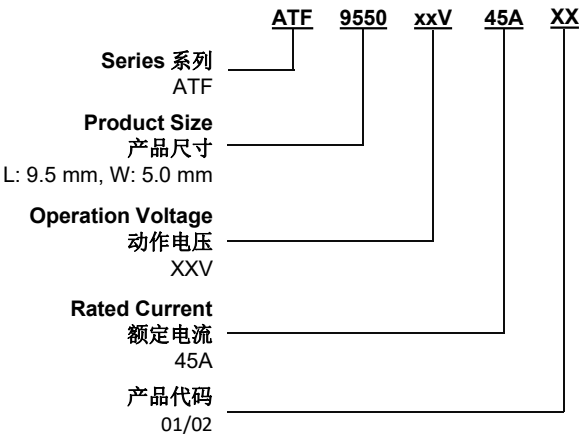 ATF 9550 xxV 45A XX
Series 系列
ATF
Product Size
产品尺寸
L: 9.5 mm, W: 5.0 mm
Operation Voltage
动作电压
XXV
Rated Current
额定电流
45A
产品代码
01/02